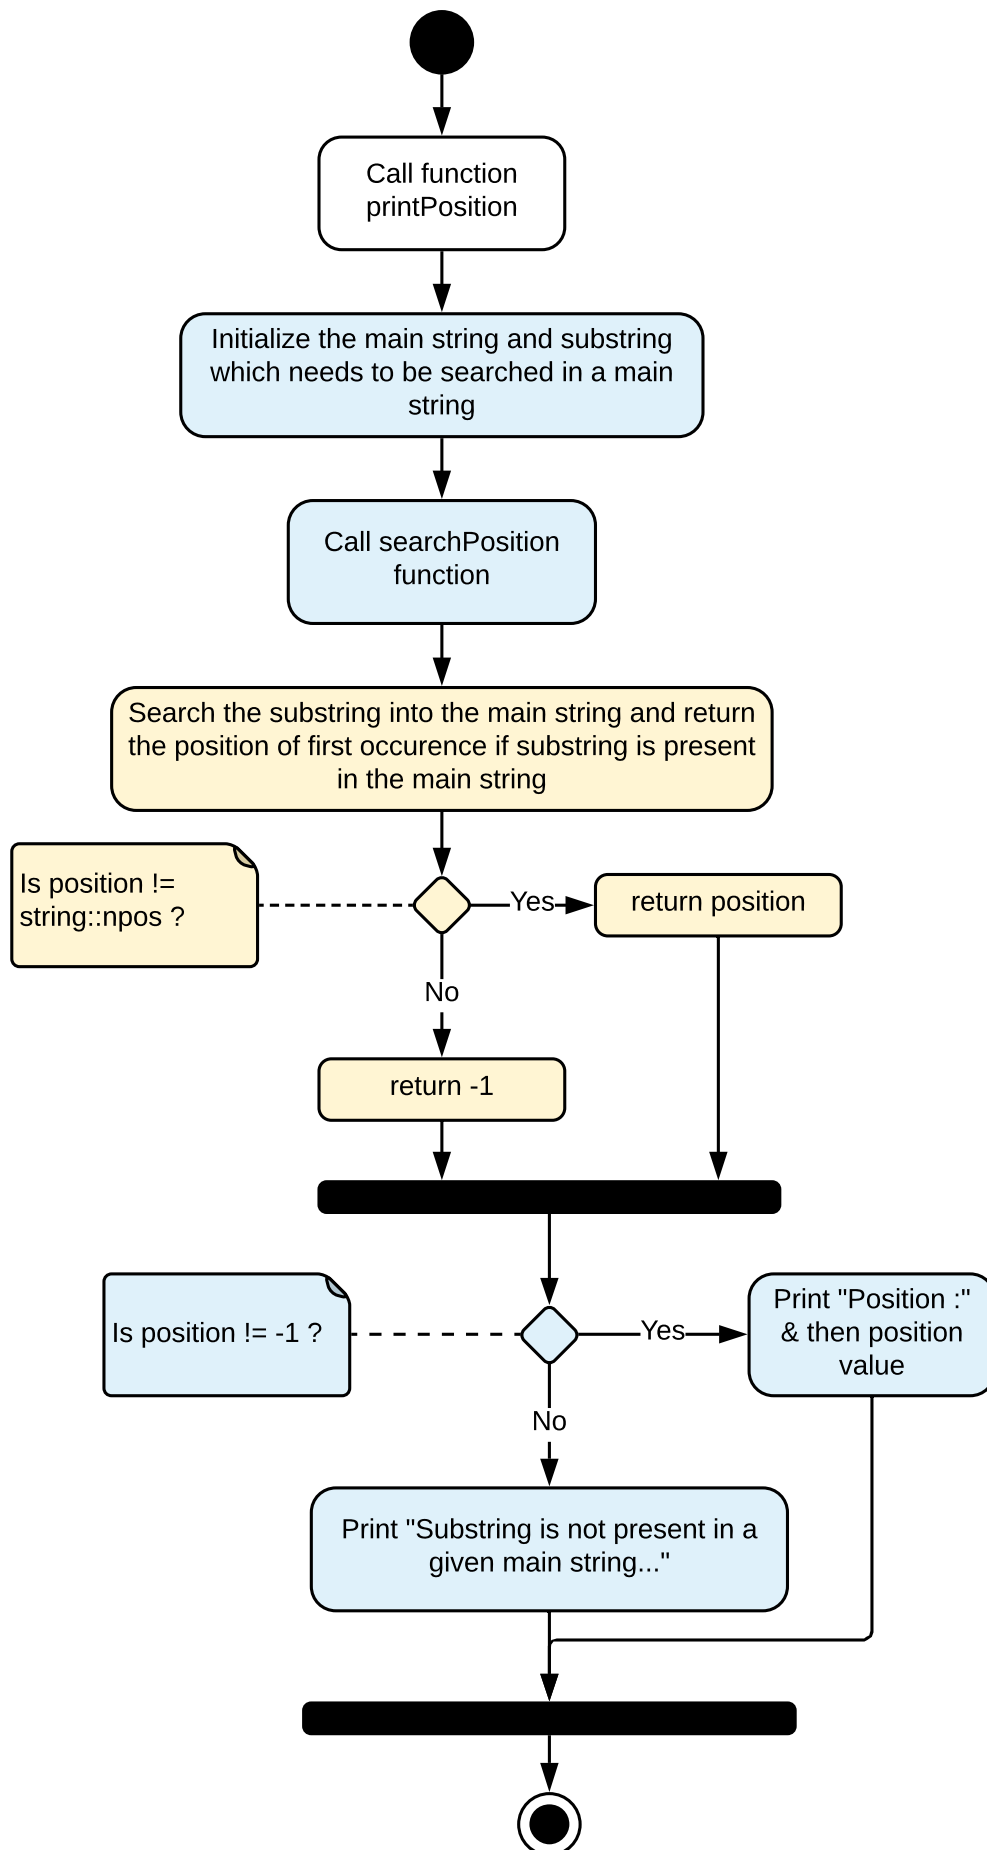 Call function
printPosition
Initialize the main string and substring
which needs to be searched in a main
string
Call searchPosition
function
Search the substring into the main string and return
the position of first occurence if substring is present
in the main string
Is position !=
string::npos ?
Yes
return position
No
return -1
Is position != -1 ?
Yes
Print "Position :"
& then position
value
No
Print "Substring is not present in a
given main string..."